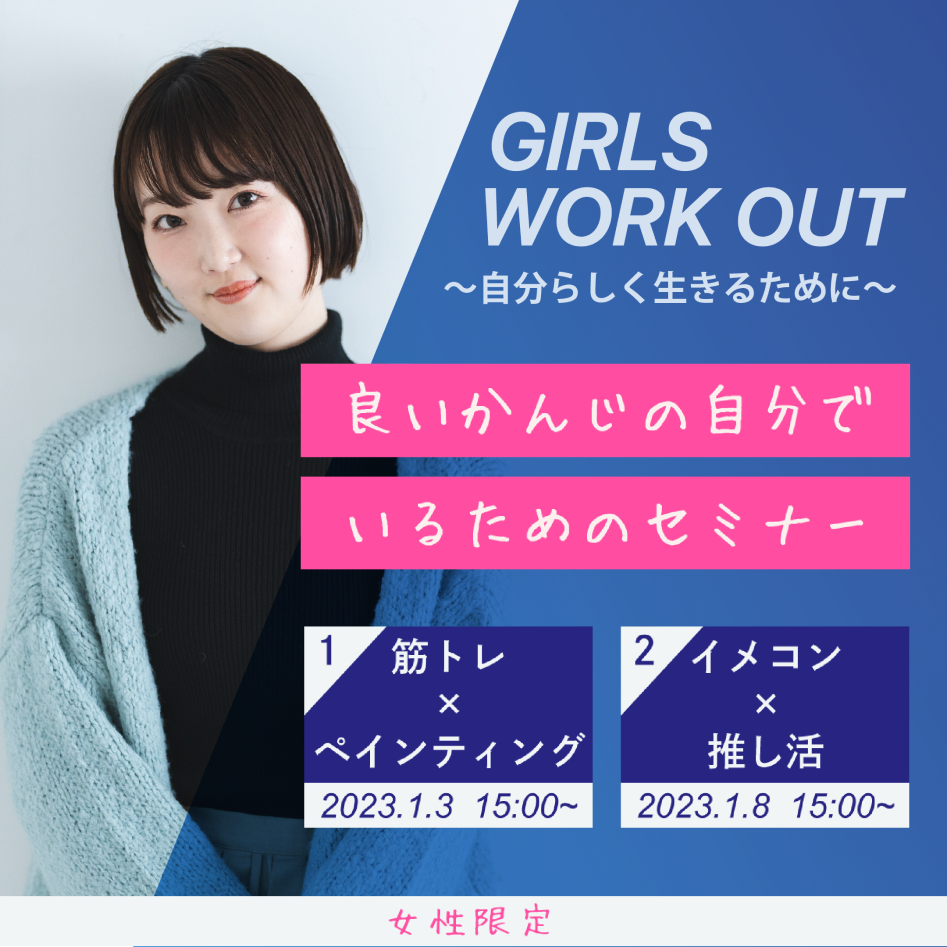 GIRLS
WORK OUT
～自分らしく生きるために～
良いかんじの自分で
いるためのセミナー
1
筋トレ
×
ペインティング
2023.1.3 15:00~
2
イメコン
×
推し活
2023.1.8 15:00~
女性限定